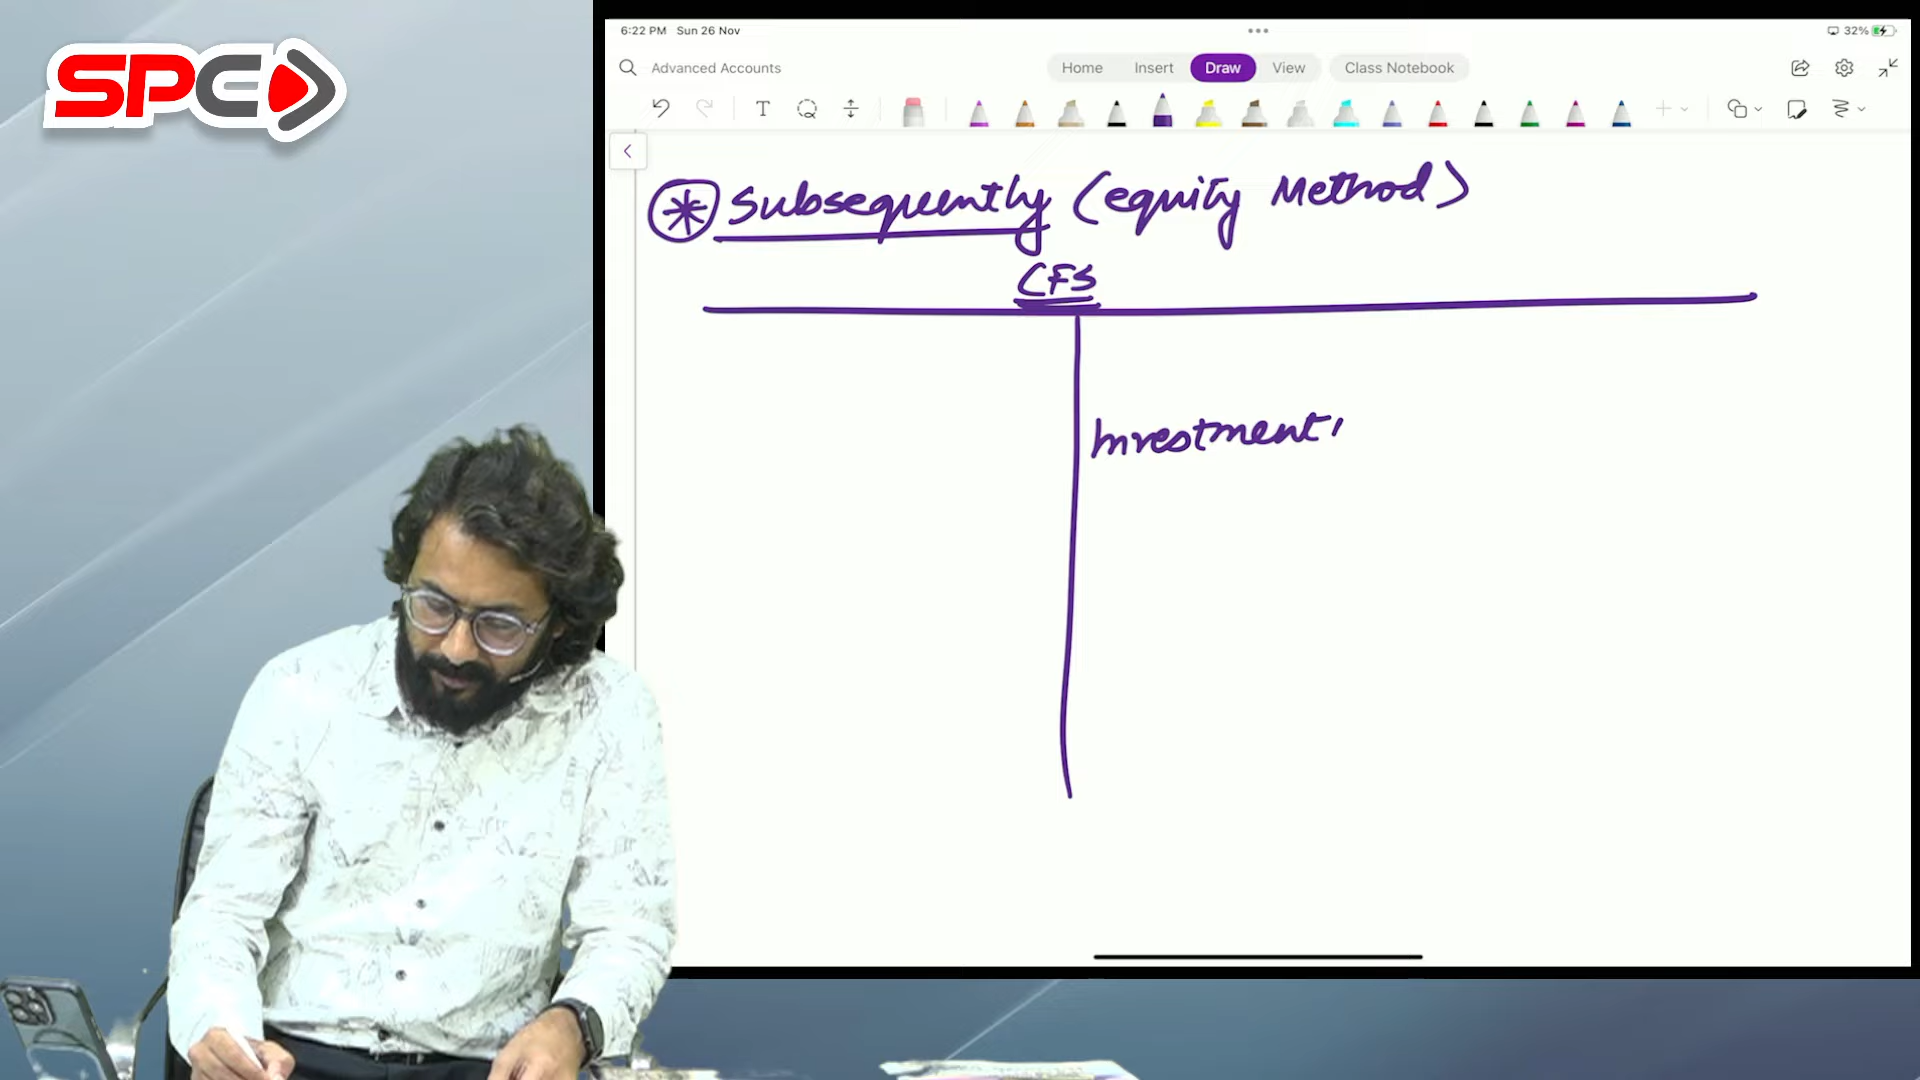 SPE
6:22 PM Sun 26 Nov
32%
Advanced Accounts
Home Insert Draw View Class Notebook
T
Subsequently (equity Method)
CFS
Investment